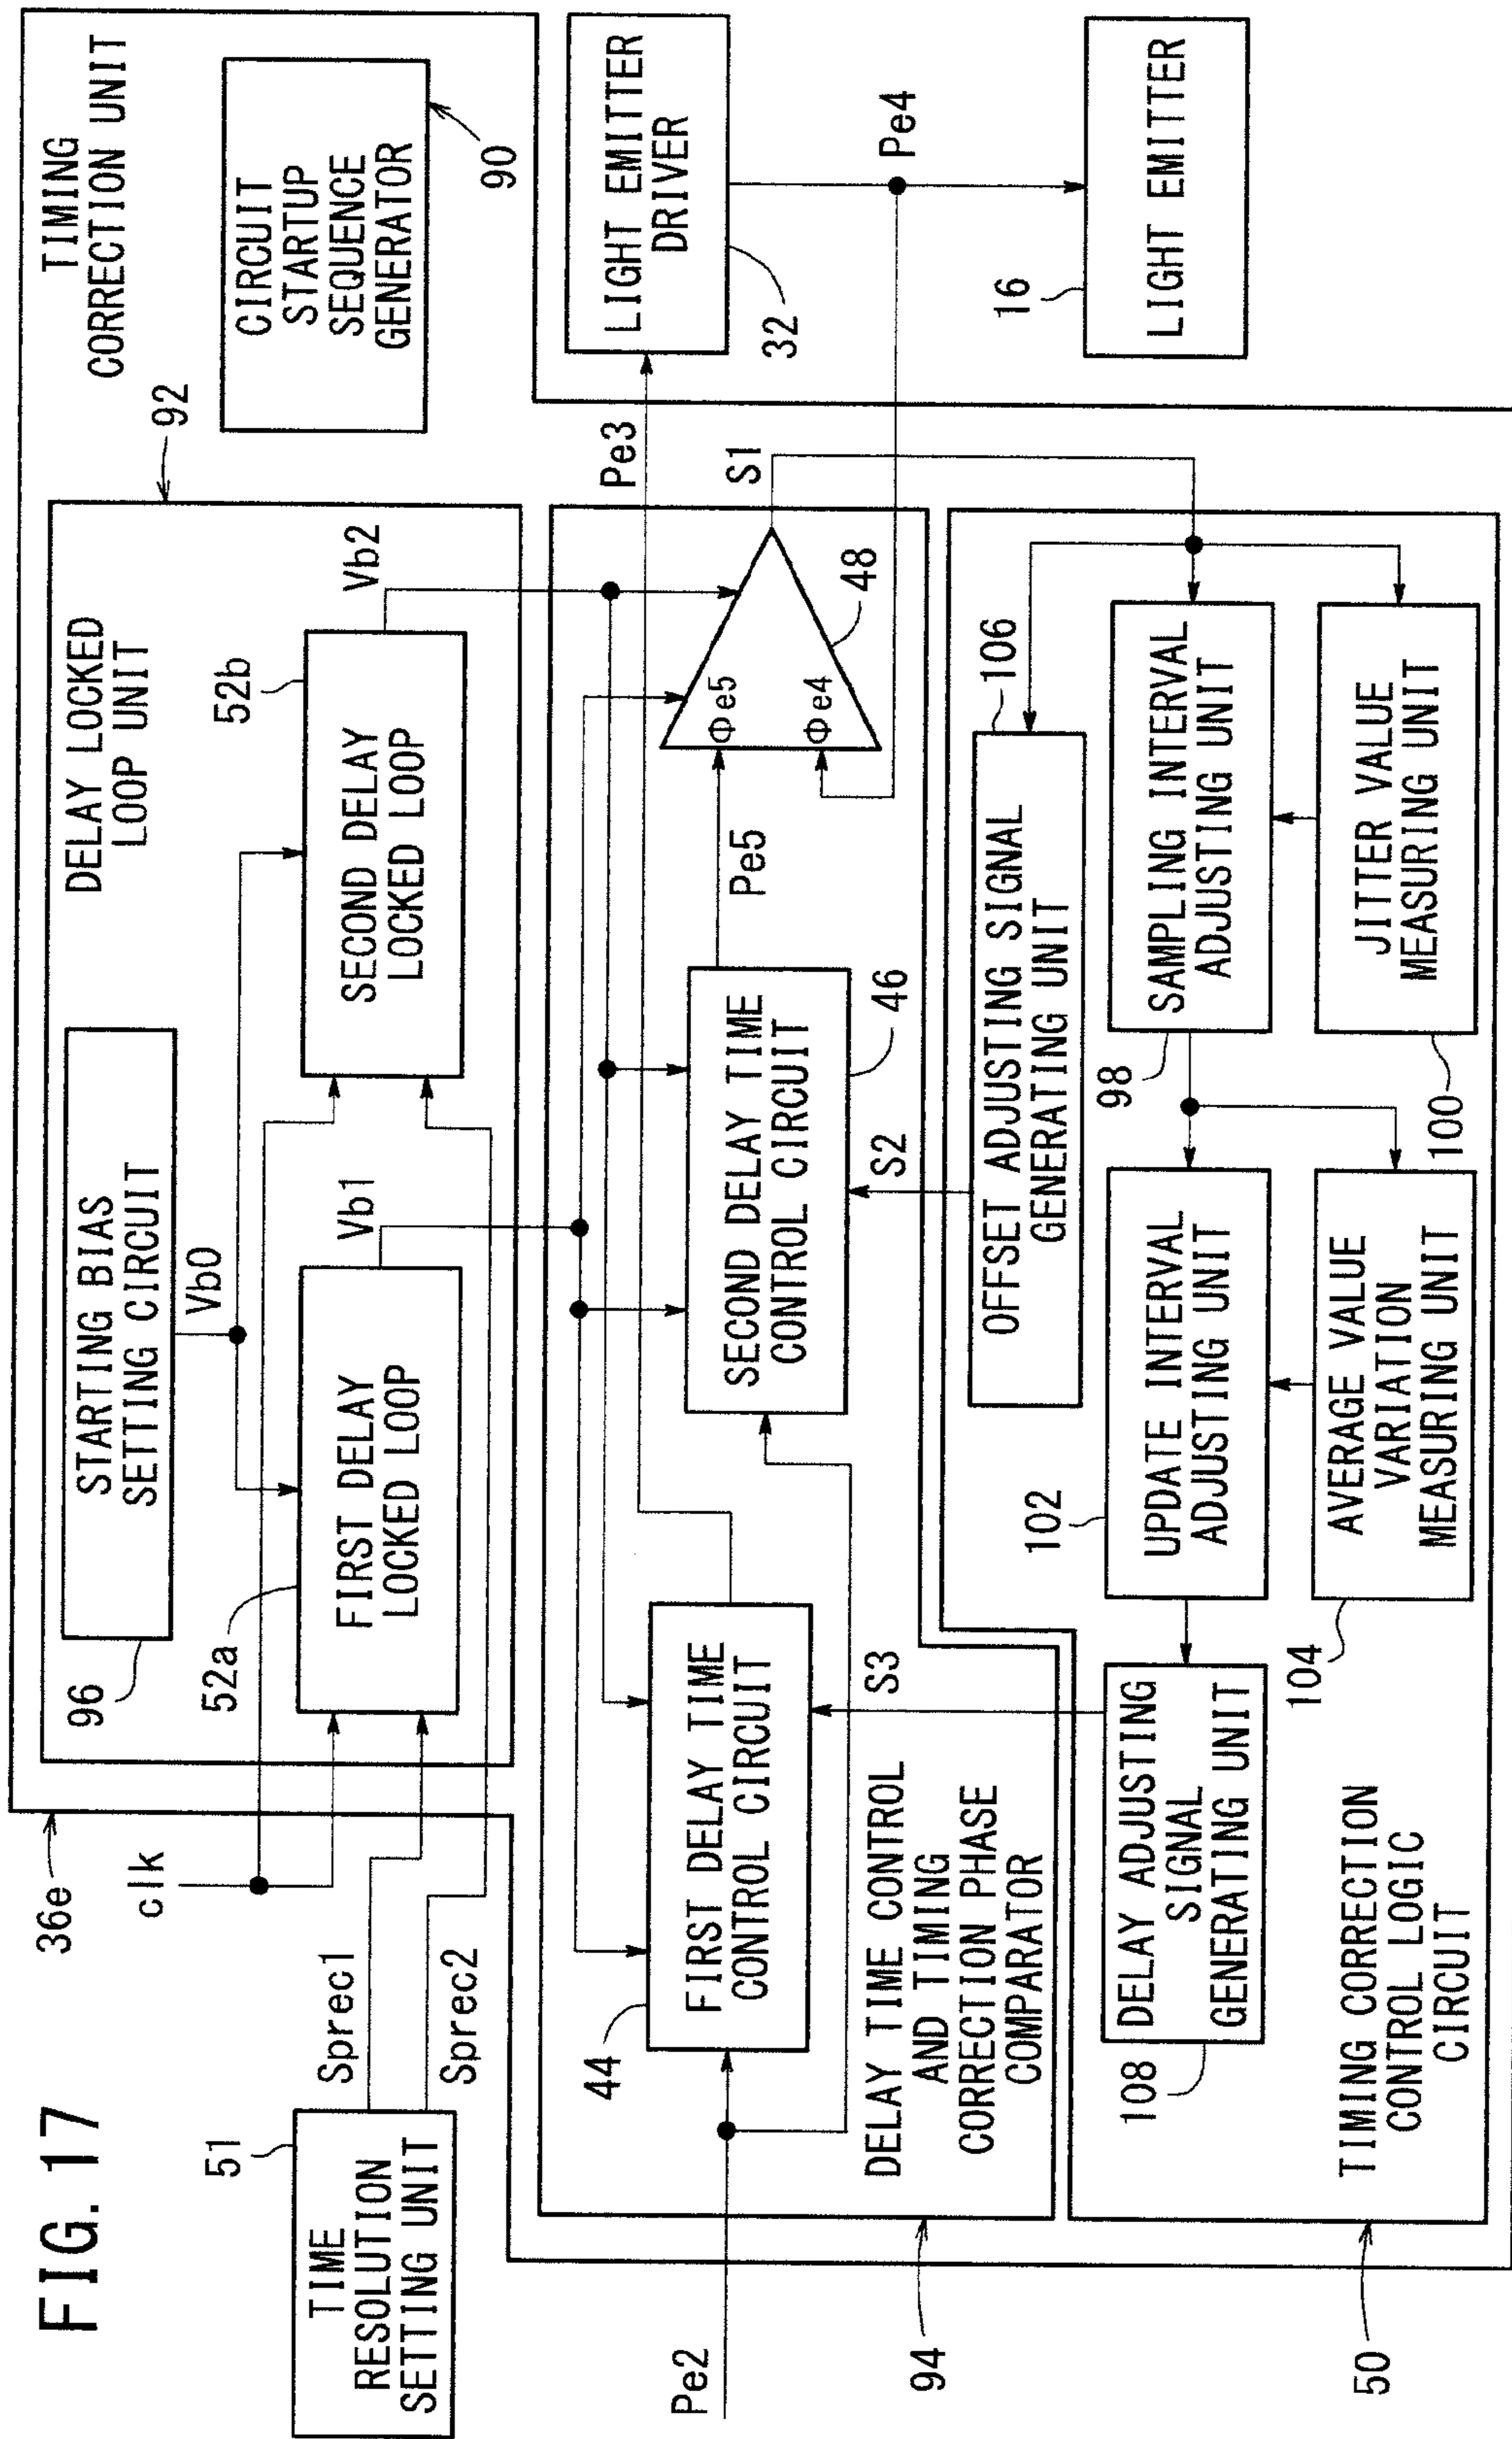 FIG. 17
36e
TIMING
CORRECTION UNIT
92
DELAY LOCKED
LOOP UNIT
CIRCUIT
STARTUP
SEQUENCE
GENERATOR
90
96
STARTING BIAS
SETTING CIRCUIT
Vb0
52a
FIRST DELAY
LOCKED LOOP
Vb1
52b
SECOND DELAY
LOCKED LOOP
Vb2
clk
Sprec1
Sprec2
51
TIME
RESOLUTION
SETTING UNIT
Pe2
44
FIRST DELAY TIME
CONTROL CIRCUIT
S3
SECOND DELAY TIME
CONTROL CIRCUIT
46
S2
Pe5
Φe5
Φe4
48
Pe3
S1
LIGHT EMITTER
DRIVER
32
Pe4
16
LIGHT EMITTER
DELAY TIME CONTROL
AND TIMING
CORRECTION PHASE
COMPARATOR
94
OFFSET ADJUSTING SIGNAL
GENERATING UNIT
106
108
DELAY ADJUSTING
SIGNAL
GENERATING UNIT
102
UPDATE INTERVAL
ADJUSTING UNIT
98
SAMPLING INTERVAL
ADJUSTING UNIT
104
AVERAGE VALUE
VARIATION
MEASURING UNIT
100
JITTER VALUE
MEASURING UNIT
TIMING CORRECTION
CONTROL LOGIC
CIRCUIT
50